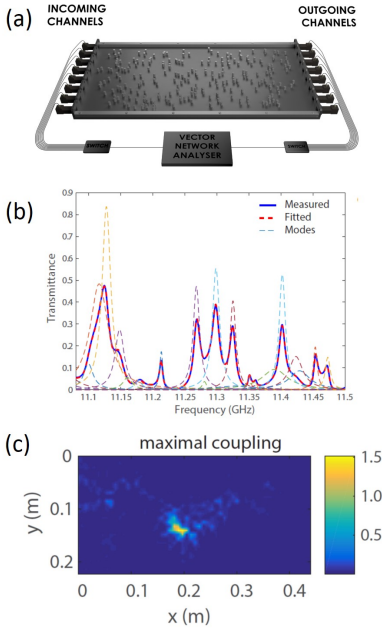 (a)
INCOMING CHANNELS
OUTGOING CHANNELS
SWITCH
VECTOR
NETWORK
ANALYSER
SWITCH
(b)
0.9
0.8
0.7
0.6
0.5
0.4
0.3
0.2
0.1
0
Transmittance
Measured
Fitted
Modes
11.1 11.15 11.2 11.25 11.3 11.35 11.4 11.45 11.5
Frequency (GHz)
(c)
maximal coupling
0
0.1
0.2
y (m)
0 0.1 0.2 0.3 0.4
x (m)
1.5
1.0
0.5